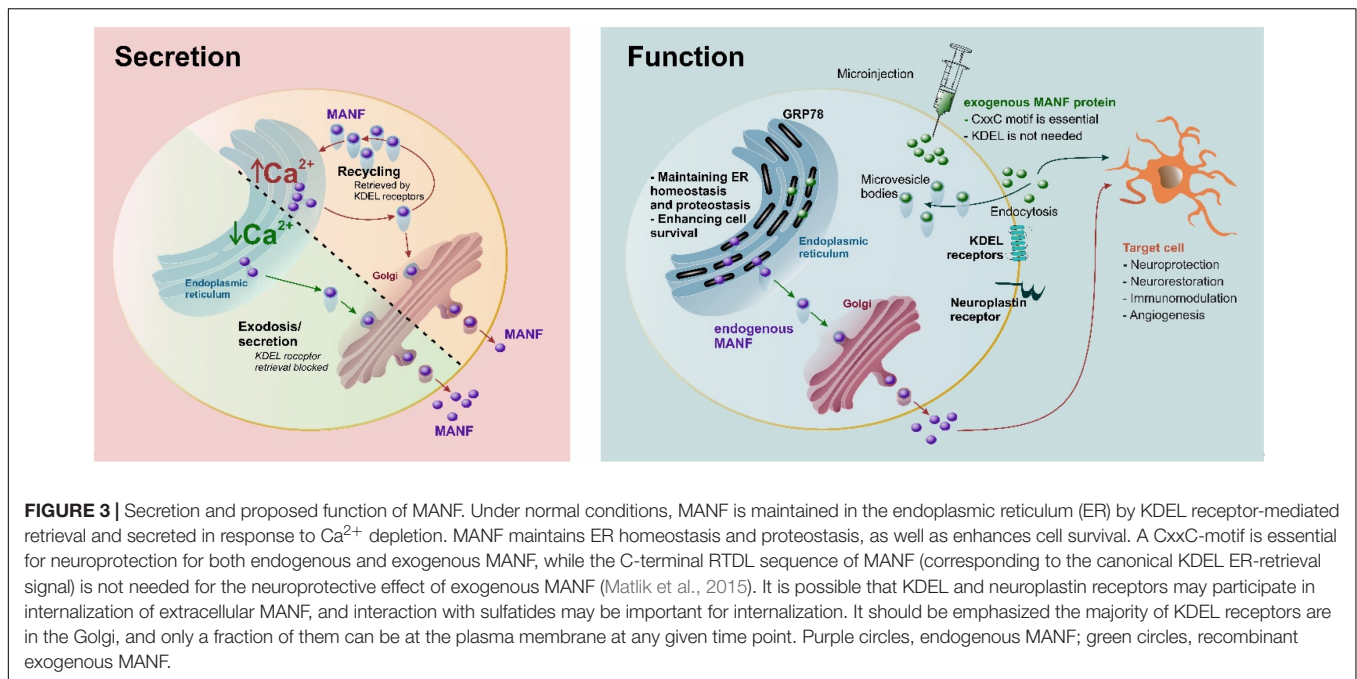 Secretion
MANF
↑Ca2+
Recycling
Retrieved by
KDEL receptors
↓Ca2+
Endoplasmic
reticulum
Golgi
Exodosis/
secretion
KDEL roceptor
retrieval blocked
MANF
MANF
Function
Microinjection
exogenous MANF protein
- CxxC motif is essential
- KDEL is not needed
GRP78
- Maintaining ER
homeostasis
and proteostasis
- Enhancing cell
survival
Microvesicle
bodies
Endocytosis
Endoplasmic
reticulum
KDEL
receptors
Neuroplastin
receptor
Golgi
endogenous
MANF
Target cell
- Neuroprotection
- Neurorestoration
- Immunomodulation
- Angiogenesis
FIGURE 3 | Secretion and proposed function of MANF. Under normal conditions, MANF is maintained in the endoplasmic reticulum (ER) by KDEL receptor-mediated
retrieval and secreted in response to Ca2+ depletion. MANF maintains ER homeostasis and proteostasis, as well as enhances cell survival. A CxxC-motif is essential
for neuroprotection for both endogenous and exogenous MANF, while the C-terminal RTDL sequence of MANF (corresponding to the canonical KDEL ER-retrieval
signal) is not needed for the neuroprotective effect of exogenous MANF (Matlik et al., 2015). It is possible that KDEL and neuroplastin receptors may participate in
internalization of extracellular MANF, and interaction with sulfatides may be important for internalization. It should be emphasized the majority of KDEL receptors are
in the Golgi, and only a fraction of them can be at the plasma membrane at any given time point. Purple circles, endogenous MANF; green circles, recombinant
exogenous MANF.